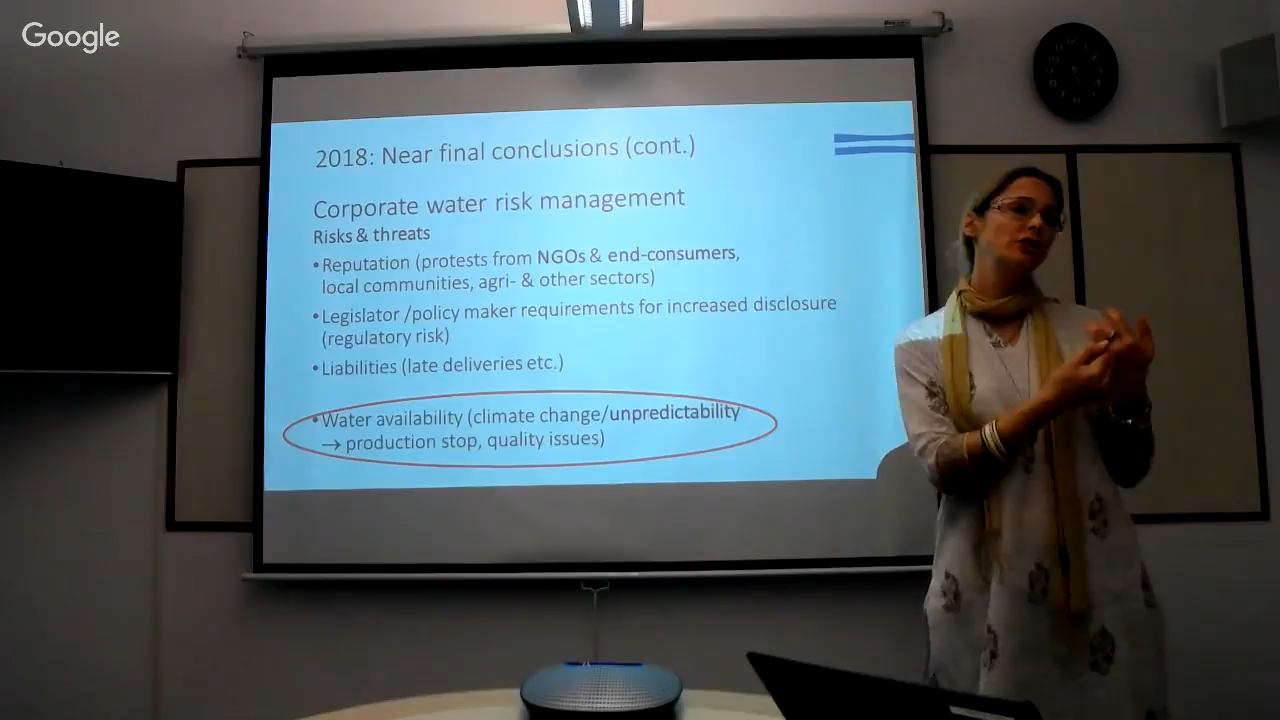 Google
2018: Near final conclusions (cont.)
Corporate water risk management
Risks & threats
•Reputation (protests from NGOs & end-consumers,
local communities, agri- & other sectors)
•Legislator /policy maker requirements for increased disclosure
(regulatory risk)
•Liabilities (late deliveries etc.)
•Water availability (climate change/unpredictability
→ production stop, quality issues)